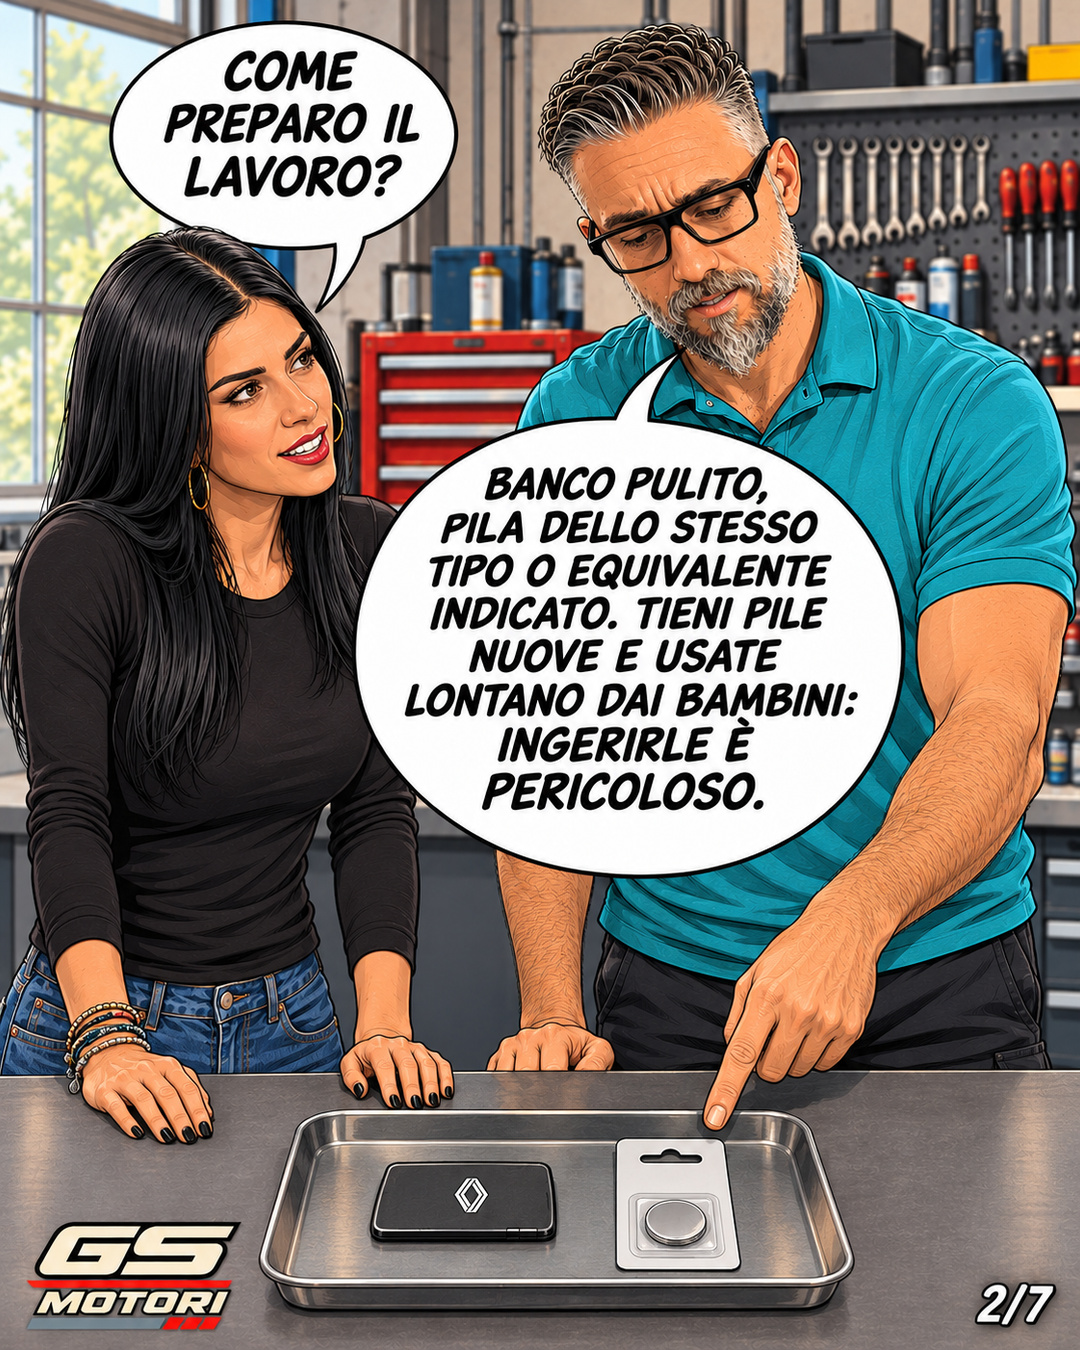 COME
PREPARO IL
LAVORO?
BANCO PULITO,
PILA DELLO STESSO
TIPO O EQUIVALENTE
INDICATO. TIENI PILE
NUOVE E USATE
LONTANO DAI BAMBINI:
INGERIRLE È
PERICOLOSO.
GS
MOTORI
2/7